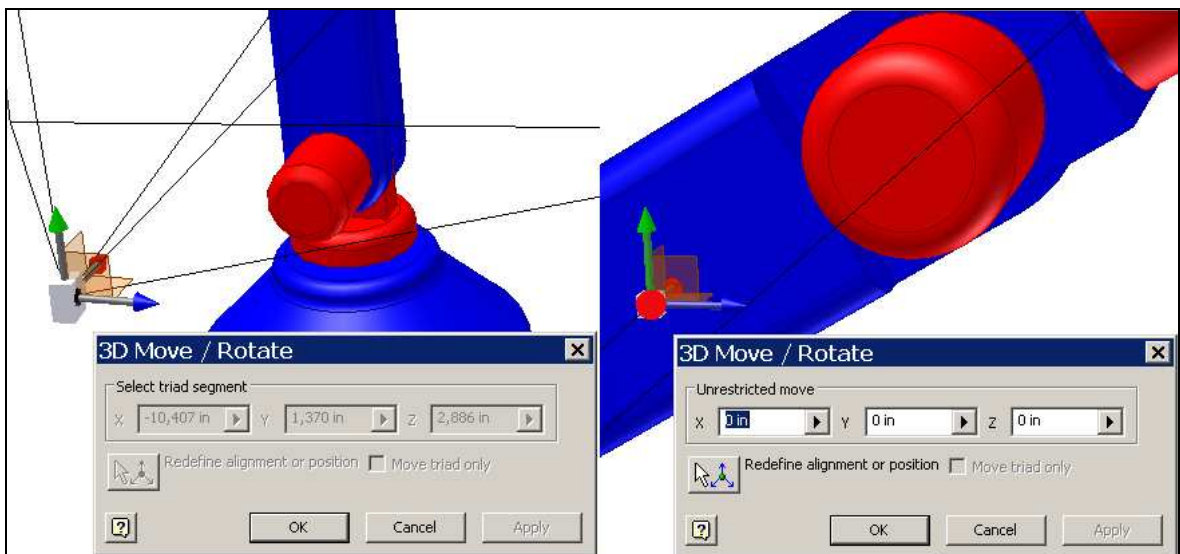 3D Move / Rotate
Select triad segment
X -10,407 in Y 1,370 in Z 2,886 in
Redefine alignment or position Move triad only
OK Cancel Apply
3D Move / Rotate
Unrestricted move
X 0 in Y 0 in Z 0 in
Redefine alignment or position Move triad only
OK Cancel Apply